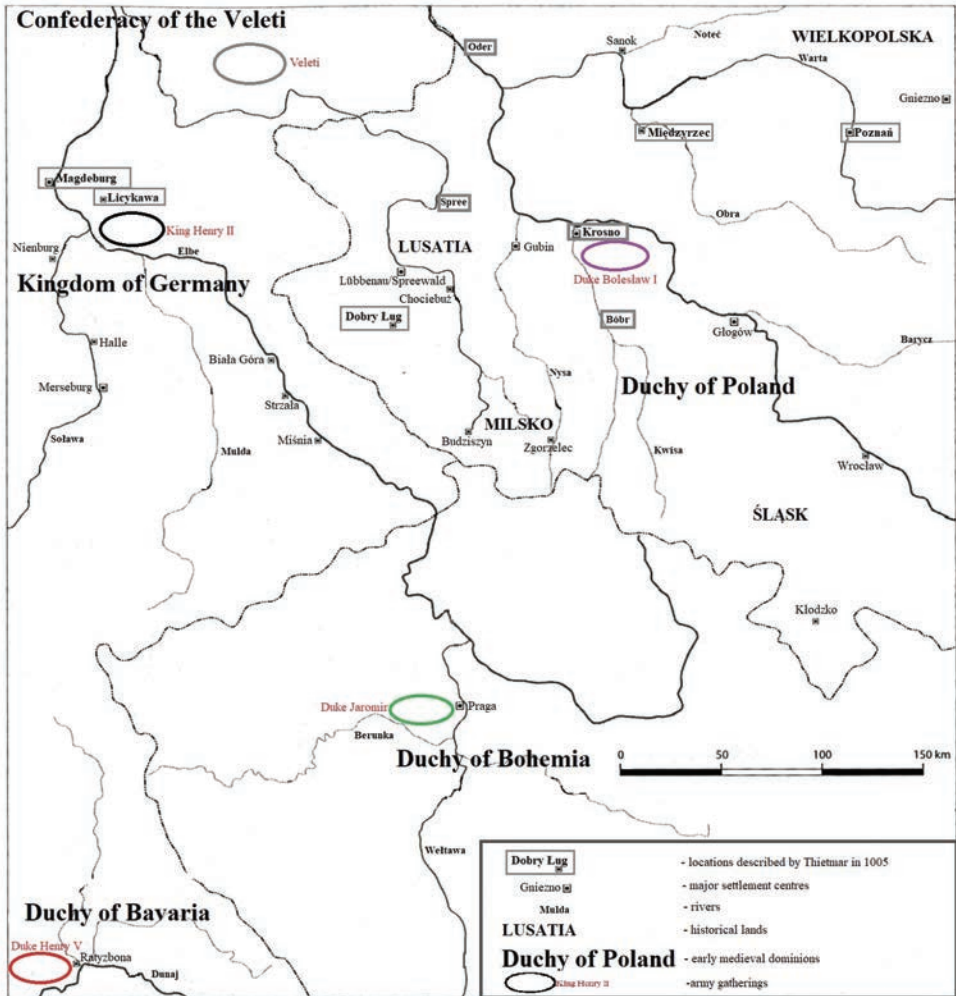 Confederacy of the Veleti
Veleti
Oder
Sanok
Noteć
WIELKOPOLSKA
Warta
Gniezno
Międzyrzec
Poznań
Magdeburg
Licykawa
King Henry II
Spree
Obra
Krosno
Nienburg
Elbe
LUSATIA
Gubin
Duke Bolesław I
Kingdom of Germany
Lübbenau/Spreewald
Chociebuż
Dobry Ług
Bóbr
Głogów
Barycz
Halle
Biała Góra
Nysa
Merseburg
Duchy of Poland
Strzała
MILSKO
Soława
Mulda
Miśnia
Budziszyn
Zgorzelec
Kwisa
Wrocław
ŚLĄSK
Kłodzko
Duke Jaromir
Praga
Berunka
Duchy of Bohemia
0 50 100 150 km
Wełtawa
Duchy of Bavaria
Duke Henry V
Ratyzbona
Dunaj
Dobry Ług - locations described by Thietmar in 1005
Gniezno - major settlement centres
Mulda - rivers
LUSATIA - historical lands
Duchy of Poland - early medieval dominions
King Henry II -army gatherings